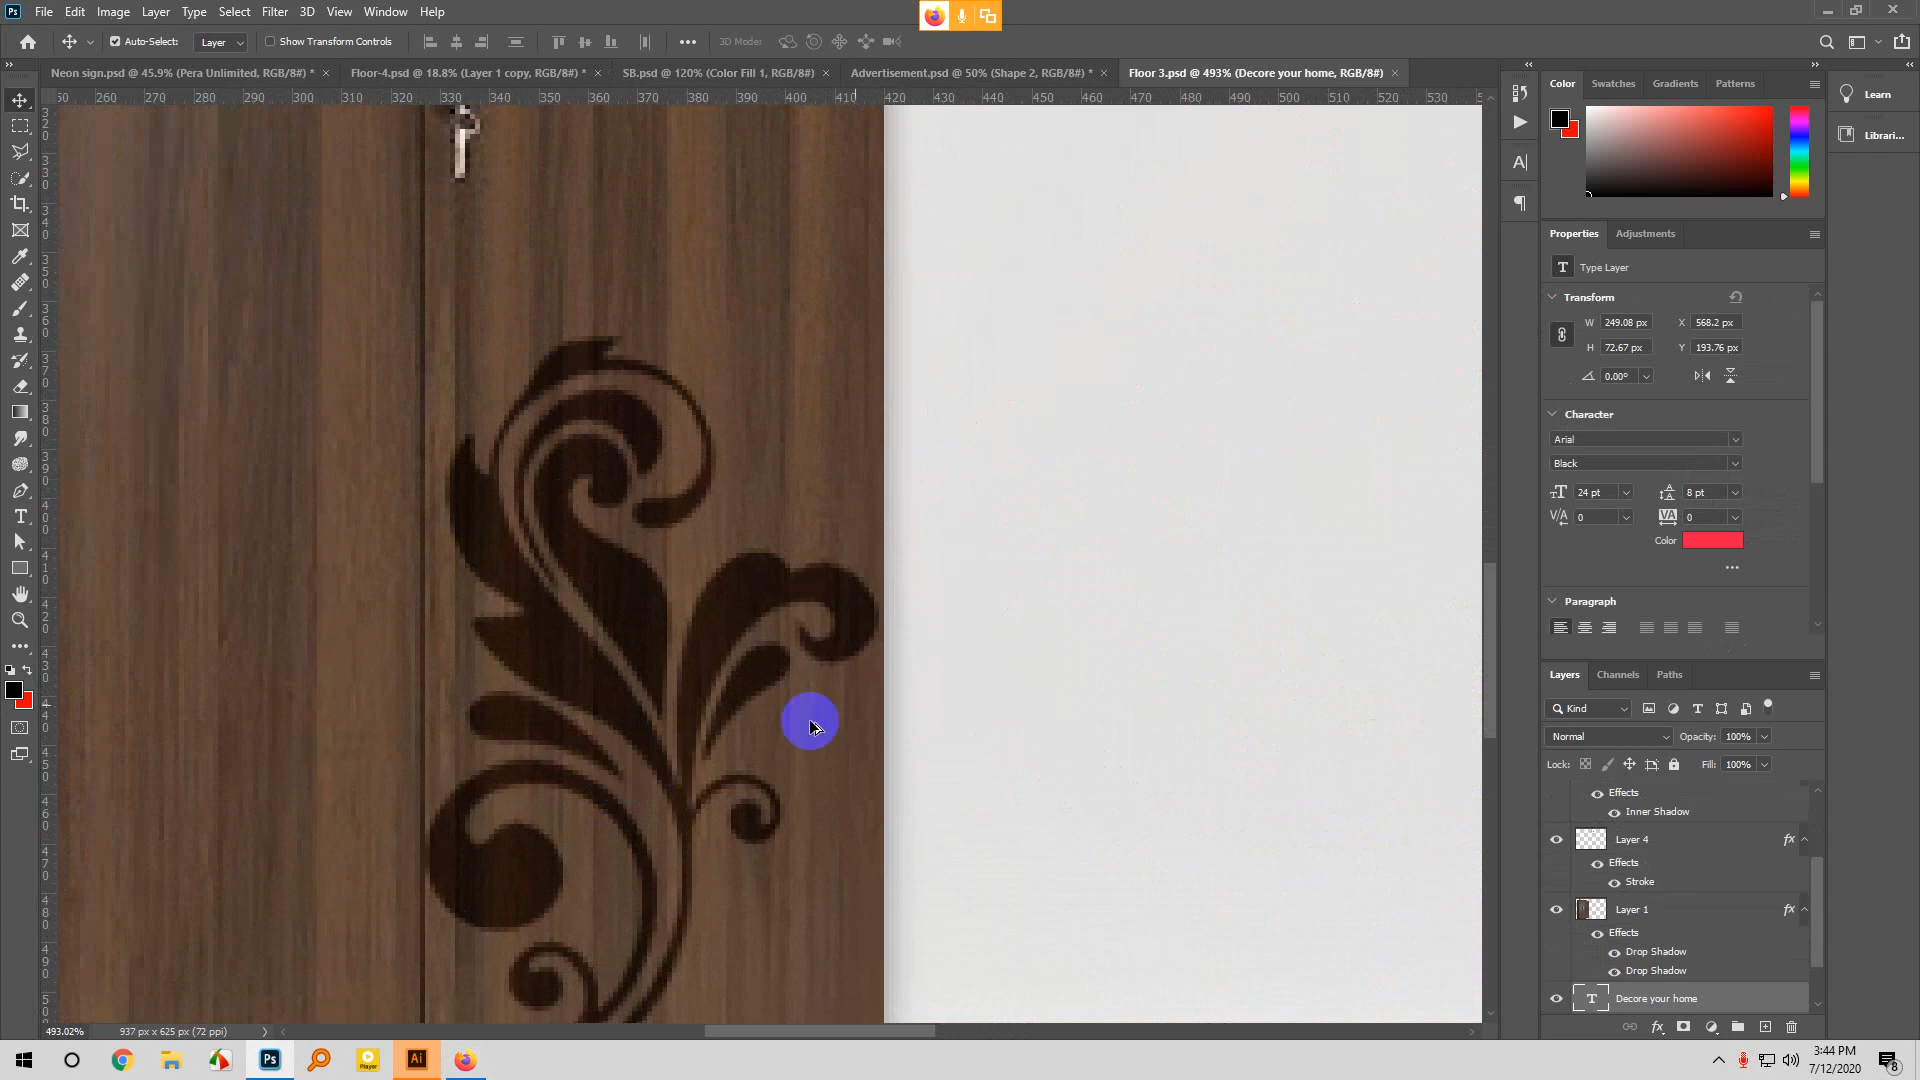 Ps File Edit Image Layer Type Select Filter 3D View Window Help
Auto-Select: Layer Show Transform Controls 3D Mode:
Neon sign.psd @ 45.9% (Pera Unlimited, RGB/8#) * Floor-4.psd @ 18.8% (Layer 1 copy, RGB/8#) * SB.psd @ 120% (Color Fill 1, RGB/8#) Advertisement.psd @ 50% (Shape 2, RGB/8#) * Floor 3.psd @ 493% (Decore your home, RGB/8#)
260 270 280 290 300 310 320 330 340 350 360 370 380 390 400 410 420 430 440 450 460 470 480 490 500 510 520 530
Color Swatches Gradients Patterns
Learn
Librari...
Properties Adjustments
T Type Layer
Transform
W 249.08 px X 568.2 px
H 72.67 px Y 193.76 px
0.00°
Character
Arial
Black
24 pt 8 pt
V/A 0 VA 0
Color
Paragraph
Layers Channels Paths
Kind
Normal Opacity: 100%
Lock: Fill: 100%
Effects
Inner Shadow
Layer 4 fx
Effects
Stroke
Layer 1 fx
Effects
Drop Shadow
Drop Shadow
T Decore your home
493.02% 937 px x 625 px (72 ppi)
Ps Player Ai
3:44 PM
7/12/2020
8